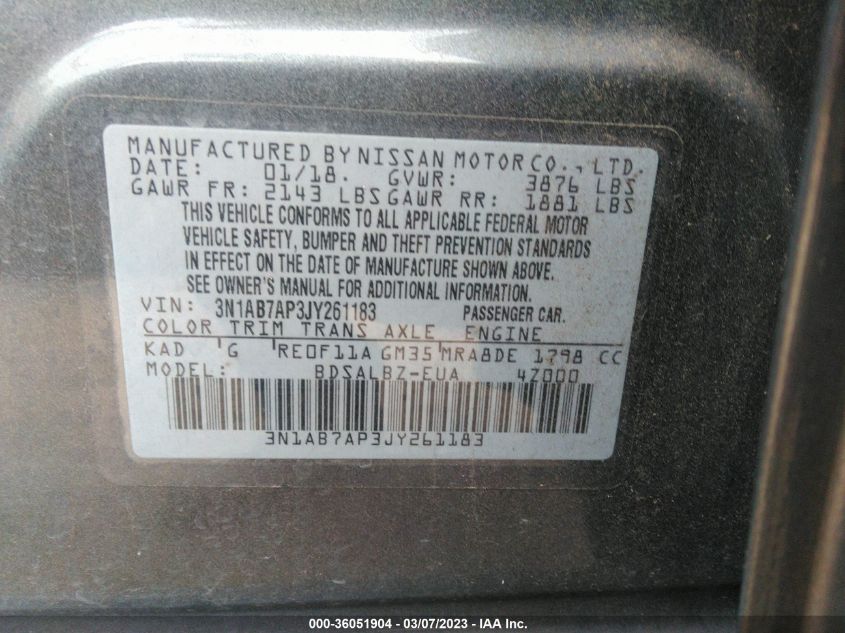 MANUFACTURED BY NISSAN MOTOR CO., LTD.
DATE: 01/18. GVWR: 3876 LBS
GAWR FR: 2143 LBS GAWR RR: 1881 LBS
THIS VEHICLE CONFORMS TO ALL APPLICABLE FEDERAL MOTOR
VEHICLE SAFETY, BUMPER AND THEFT PREVENTION STANDARDS
IN EFFECT ON THE DATE OF MANUFACTURE SHOWN ABOVE.
SEE OWNER'S MANUAL FOR ADDITIONAL INFORMATION.
VIN: 3N1AB7AP3JY261183 PASSENGER CAR.
COLOR TRIM TRANS AXLE ENGINE
KAD G RE0F11A GM35 MRA8DE 1798 CC
MODEL: BDSALBZ-EUA 4Z000
3N1AB7AP3JY261183
000-36051904 - 03/07/2023 - IAA Inc.